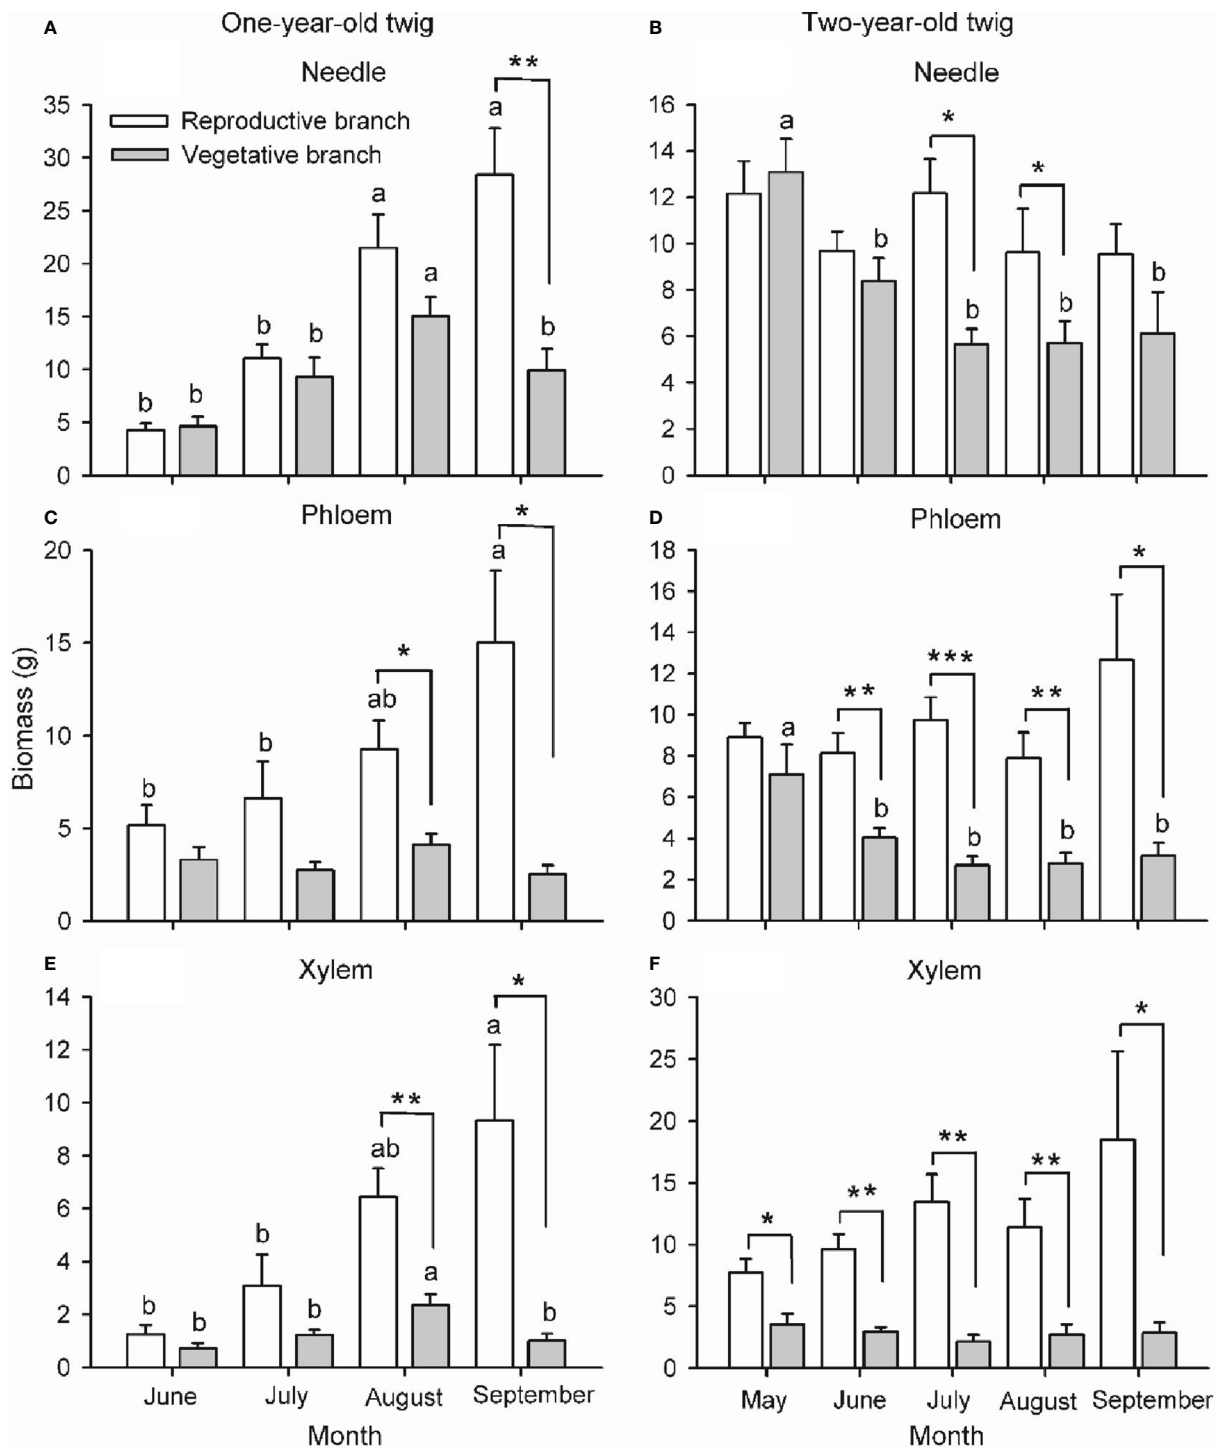 A One-year-old twig
B Two-year-old twig
Needle
**
35
30
25
20
15
10
5
0
Reproductive branch
Vegetative branch
b b b b a a a b
Needle
16
14
12
10
8
6
4
2
0
a b * b * b b
C Phloem
20
15
10
5
0
b b ab * a *
D Phloem
18
16
14
12
10
8
6
4
2
0
a ** b *** b ** b * b
Biomass (g)
E Xylem
14
12
10
8
6
4
2
0
b b b b ab ** a a * b
June July August September
Month
F Xylem
30
25
20
15
10
5
0
* ** ** ** *
May June July August September
Month